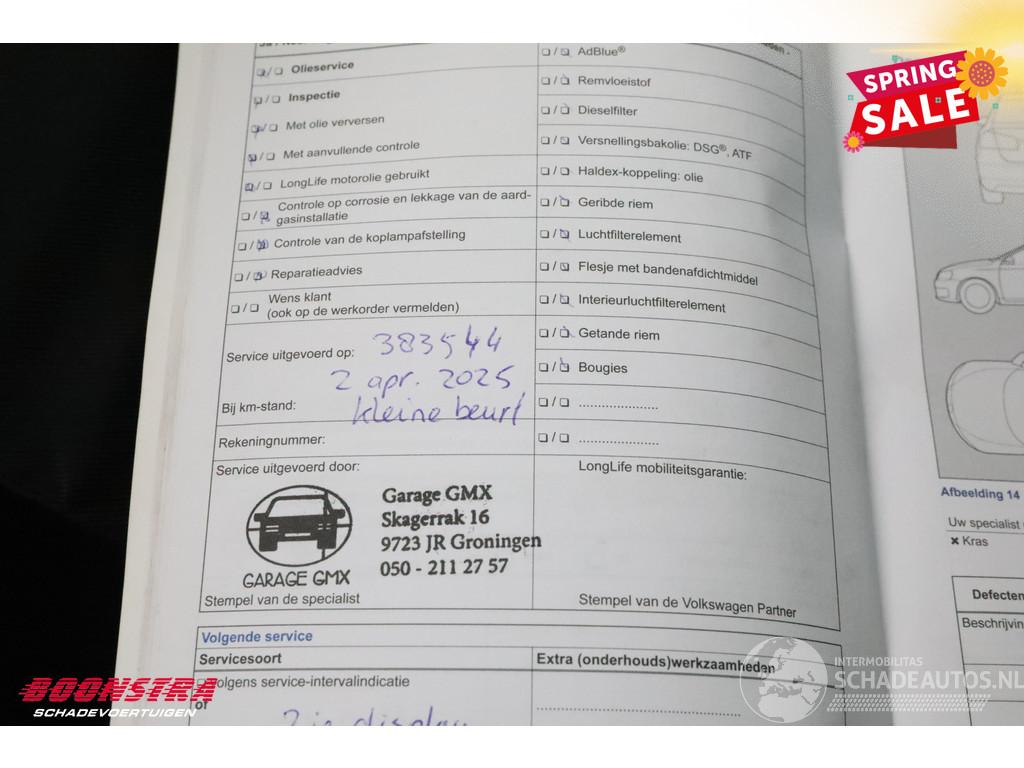 SPRING
SALE
❏ / ❏ Olieservice
❏ / ❏ Inspectie
❏ / ❏ Met olie verversen
❏ / ❏ Met aanvullende controle
❏ / ❏ LongLife motorolie gebruikt
❏ / ❏ Controle op corrosie en lekkage van de aard-
gasinstallatie
❏ / ❏ Controle van de koplampafstelling
❏ / ❏ Reparatieadvies
❏ / ❏ Wens klant
(ook op de werkorder vermelden)
❏ / ❏ AdBlue®
❏ / ❏ Remvloeistof
❏ / ❏ Dieselfilter
❏ / ❏ Versnellingsbakolie: DSG®, ATF
❏ / ❏ Haldex-koppeling: olie
❏ / ❏ Geribde riem
❏ / ❏ Luchtfilterelement
❏ / ❏ Flesje met bandenafdichtmiddel
❏ / ❏ Interieurluchtfilterelement
❏ / ❏ Getande riem
❏ / ❏ Bougies
❏ / ❏ .....................
❏ / ❏ .....................
Service uitgevoerd op: 383544
2 apr. 2025
Bij km-stand: kleine beurt
Rekeningnummer:
Service uitgevoerd door:
GARAGE GMX
Garage GMX
Skagerrak 16
9723 JR Groningen
050 - 211 27 57
Stempel van de specialist
LongLife mobiliteitsgarantie:
Stempel van de Volkswagen Partner
Volgende service
Servicesoort
Extra (onderhouds)werkzaamheden
❏ Volgens service-intervalindicatie
of
Zie display
Afbeelding 14
Uw specialist
× Kras
Defecten
BOONSTRA
SCHADEVOERTUIGEN
INTERMOBILITAS
SCHADEAUTOS.NL